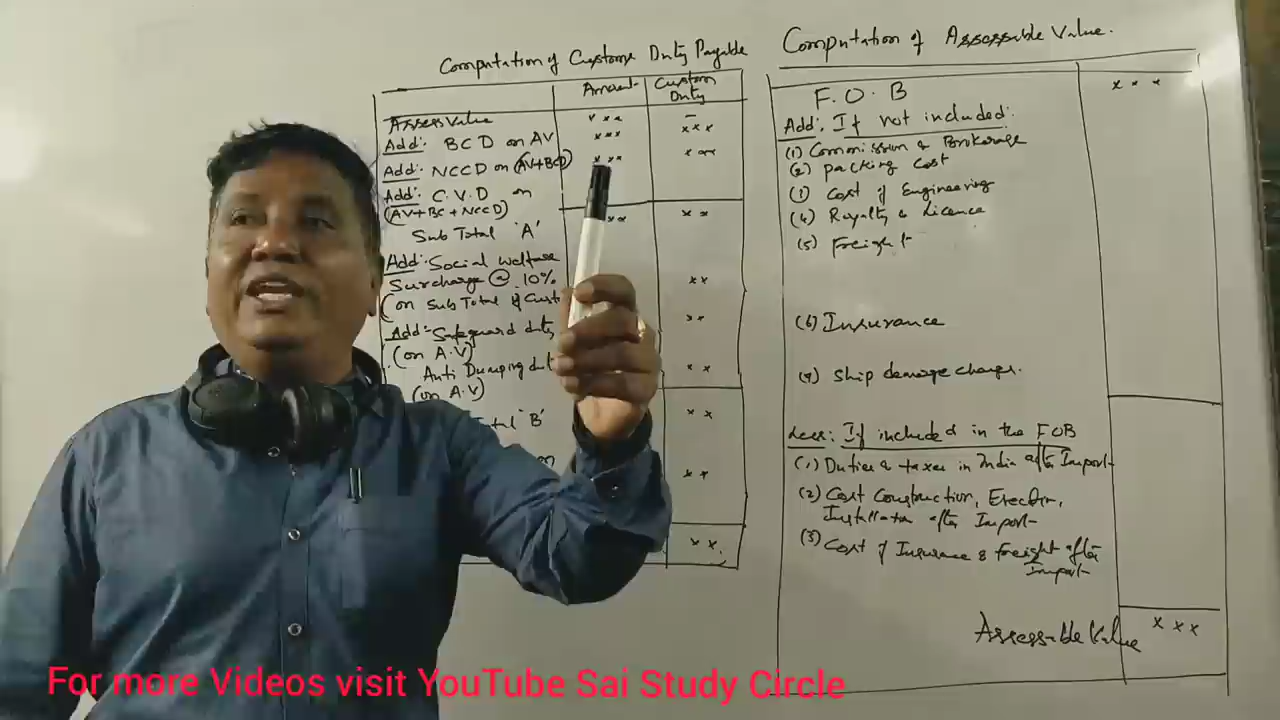 Computation of Custom Duty Payable
Amount
Custom
Duty
Assess Value
x x x
-
Add: BCD on AV
x x x
x x x
Add: NCCD on (AV+BCD)
x x x
x x x
Add: C.V.D on
(AV+BC+NCCD)
Sub Total 'A'
x x
x x
Add: Social Welfare
Surcharge @ 10%
x x
(on Sub Total of Cust
Add: Safeguard duty
x x
(on A.V)
Anti Dumping dut
x x
(on A.V)
'B'
x x
on
x x
x x
Computation of Assessable Value.
F.O.B
x x x
Add: If not included:
(1) Commission & Brokerage
(2) Packing Cost
(1) Cost of Engineering
(4) Royalty & Licence
(5) Freight
(6) Insurance
(7) Ship demage charges.
Less: If included in the FOB
(1) Duties & taxes in India after Import
(2) Cost Construction, Erection,
Installation after Import
(3) Cost of Insurance & Freight after
Import
Assessable Value
x x x
For more Videos visit YouTube Sai Study Circle